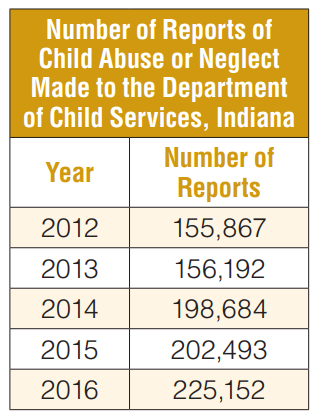 Number of Reports of
Child Abuse or Neglect
Made to the Department
of Child Services, Indiana
Year Number of
Reports
2012 155,867
2013 156,192
2014 198,684
2015 202,493
2016 225,152